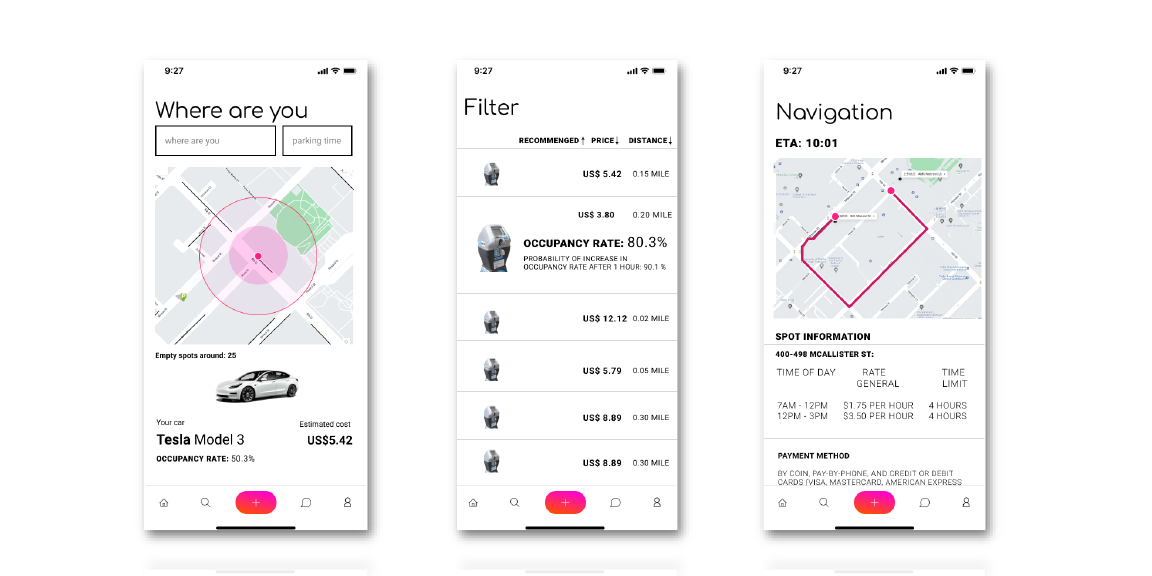 9:27
Where are you
where are you
parking time
Empty spots around: 25
Your car
Estimated cost
Tesla Model 3
US$5.42
OCCUPANCY RATE: 50.3%
9:27
Filter
RECOMMENGED ↑ PRICE↓ DISTANCE↓
US$ 5.42 0.15 MILE
US$ 3.80 0.20 MILE
OCCUPANCY RATE: 80.3%
PROBABILITY OF INCREASE IN
OCCUPANCY RATE AFTER 1 HOUR: 90.1 %
US$ 12.12 0.02 MILE
US$ 5.79 0.05 MILE
US$ 8.89 0.30 MILE
US$ 8.89 0.30 MILE
9:27
Navigation
ETA: 10:01
SPOT INFORMATION
400-498 MCALLISTER ST:
TIME OF DAY RATE TIME
GENERAL LIMIT
7AM - 12PM $1.75 PER HOUR 4 HOURS
12PM - 3PM $3.50 PER HOUR 4 HOURS
PAYMENT METHOD
BY COIN, PAY-BY-PHONE, AND CREDIT OR DEBIT
CARDS (VISA, MASTERCARD, AMERICAN EXPRESS